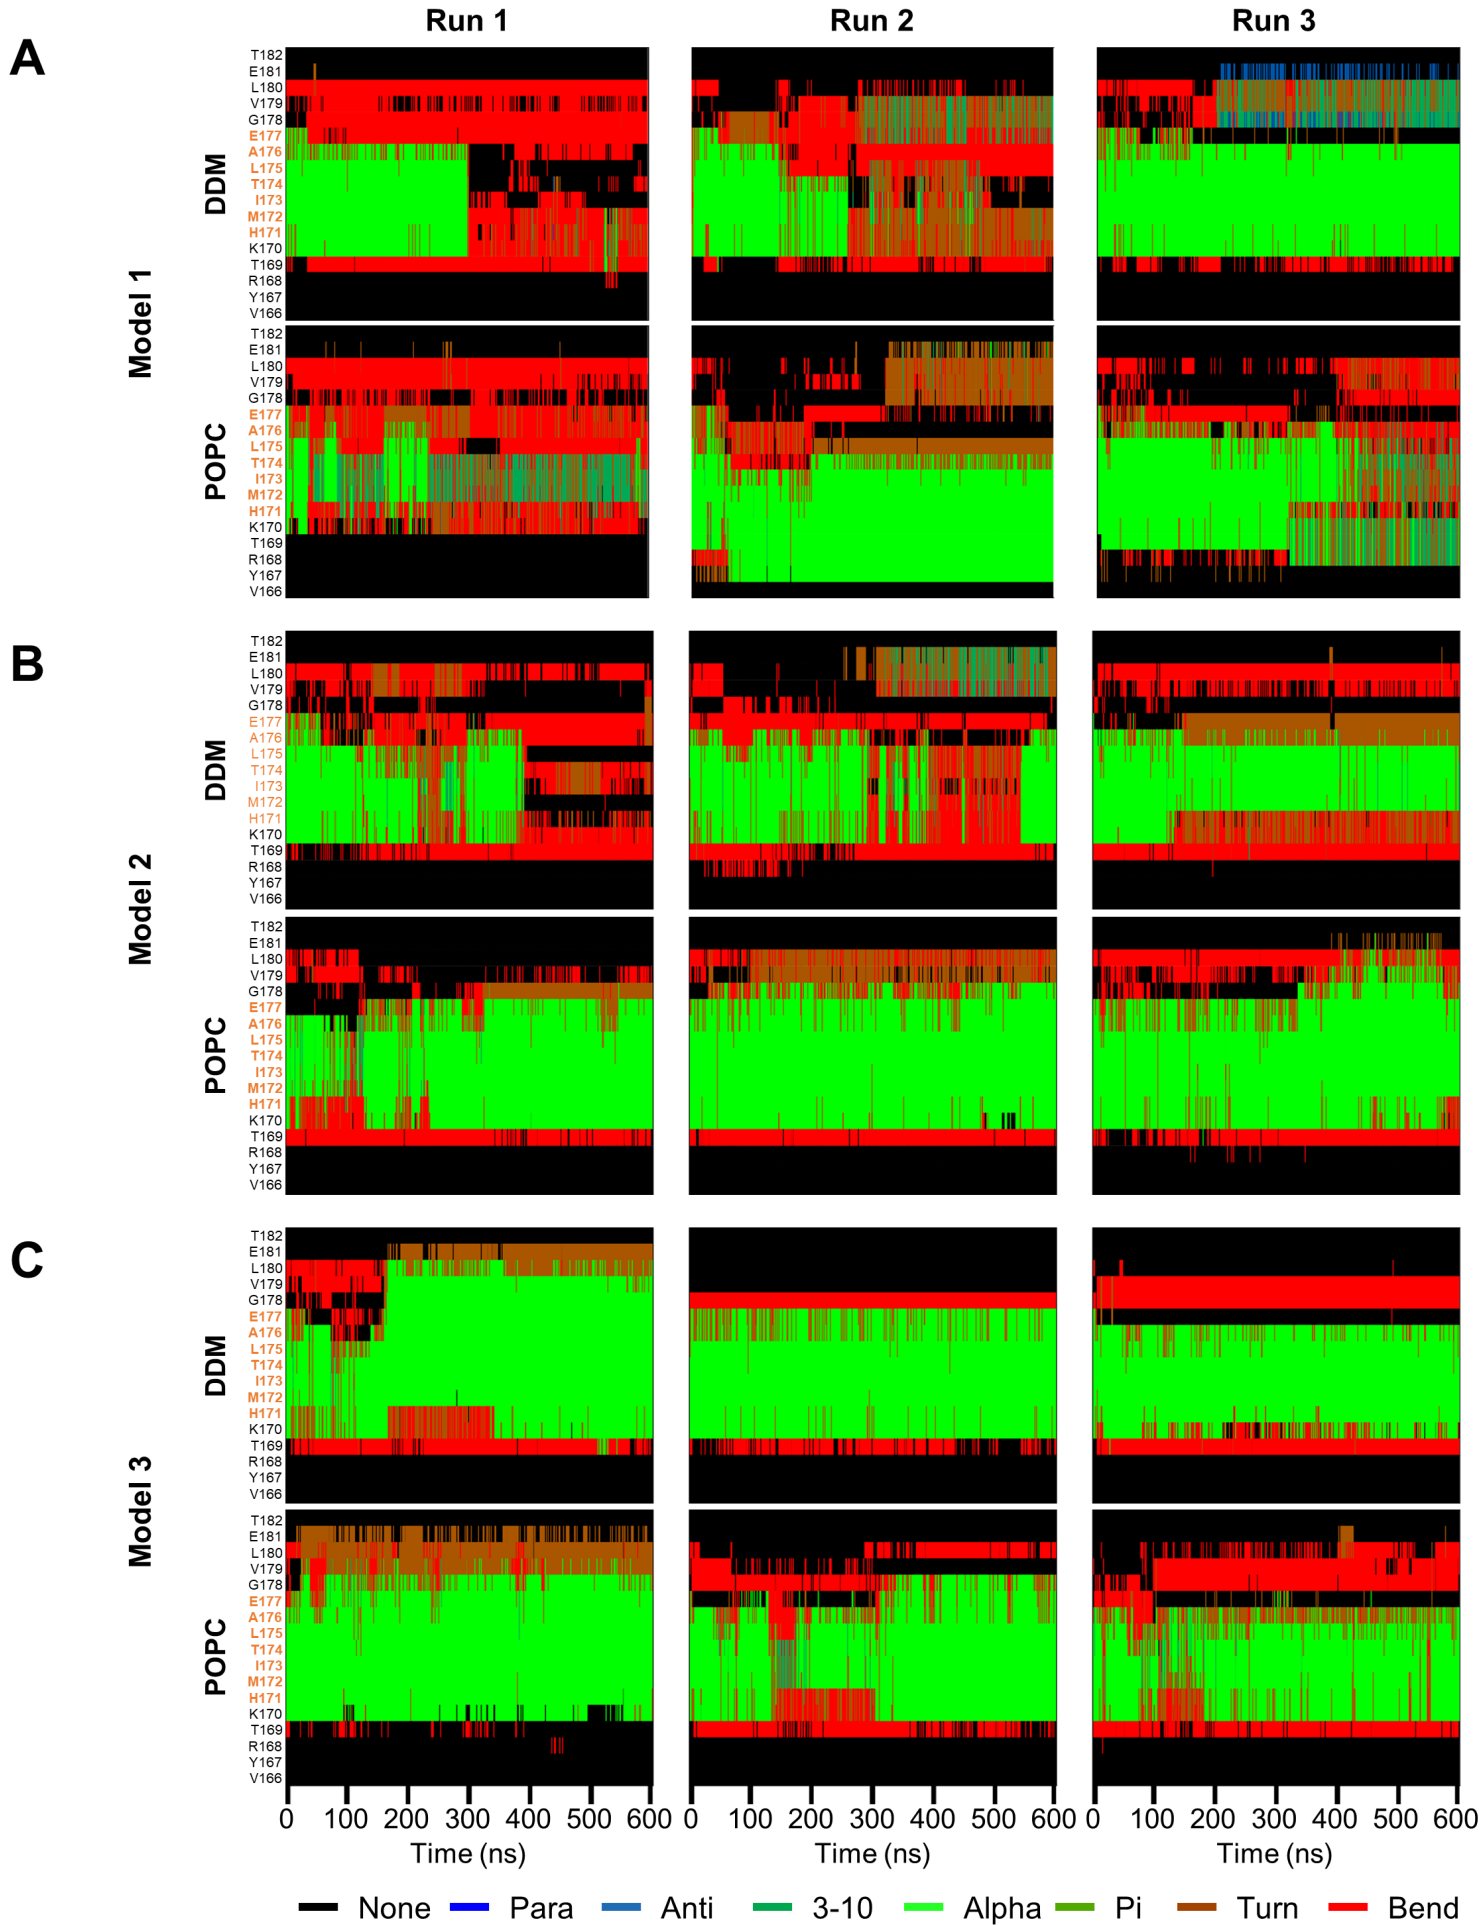 Run 1 Run 2 Run 3
A
Model 1
DDM
T182
E181
L180
V179
G178
E177
A176
L175
T174
I173
M172
H171
K170
T169
R168
Y167
V166
POPC
T182
E181
L180
V179
G178
E177
A176
L175
T174
I173
M172
H171
K170
T169
R168
Y167
V166
B
Model 2
DDM
T182
E181
L180
V179
G178
E177
A176
L175
T174
I173
M172
H171
K170
T169
R168
Y167
V166
POPC
T182
E181
L180
V179
G178
E177
A176
L175
T174
I173
M172
H171
K170
T169
R168
Y167
V166
C
Model 3
DDM
T182
E181
L180
V179
G178
E177
A176
L175
T174
I173
M172
H171
K170
T169
R168
Y167
V166
POPC
T182
E181
L180
V179
G178
E177
A176
L175
T174
I173
M172
H171
K170
T169
R168
Y167
V166
0 100 200 300 400 500 600 0 100 200 300 400 500 600 0 100 200 300 400 500 600
Time (ns) Time (ns) Time (ns)
None Para Anti 3-10 Alpha Pi Turn Bend